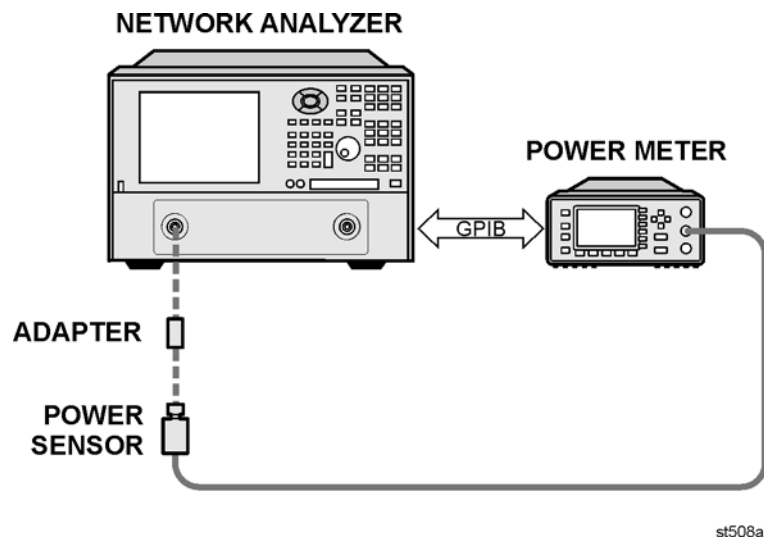 NETWORK ANALYZER
POWER METER
GPIB
ADAPTER
POWER
SENSOR
st508a